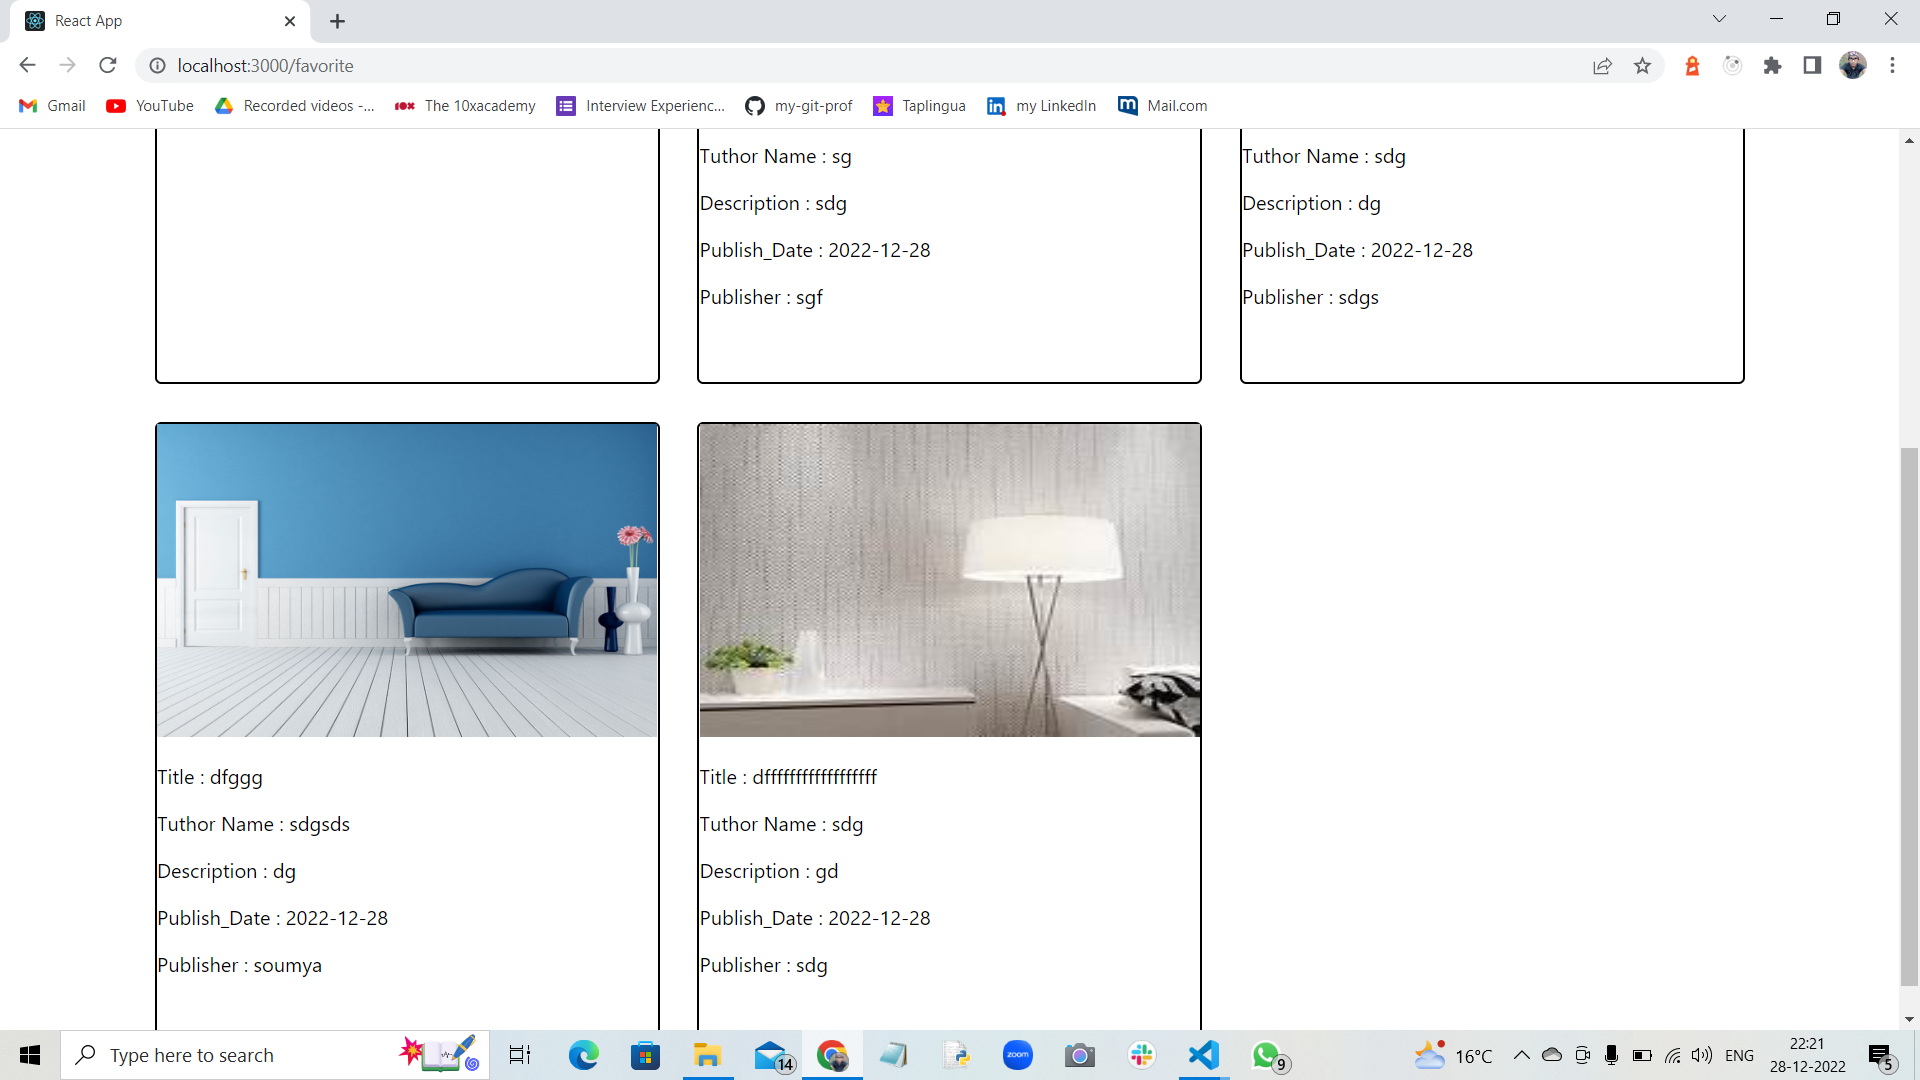 React App
localhost:3000/favorite
Gmail
YouTube
Recorded videos -...
The 10xacademy
Interview Experienc...
my-git-prof
Taplingua
my LinkedIn
Mail.com
Tuthor Name : sg
Description : sdg
Publish_Date : 2022-12-28
Publisher : sgf
Tuthor Name : sdg
Description : dg
Publish_Date : 2022-12-28
Publisher : sdgs
Title : dfggg
Tuthor Name : sdgsds
Description : dg
Publish_Date : 2022-12-28
Publisher : soumya
Title : dffffffffffffffffff
Tuthor Name : sdg
Description : gd
Publish_Date : 2022-12-28
Publisher : sdg
Type here to search
14
zoom
9
16°C
ENG
22:21
28-12-2022
5